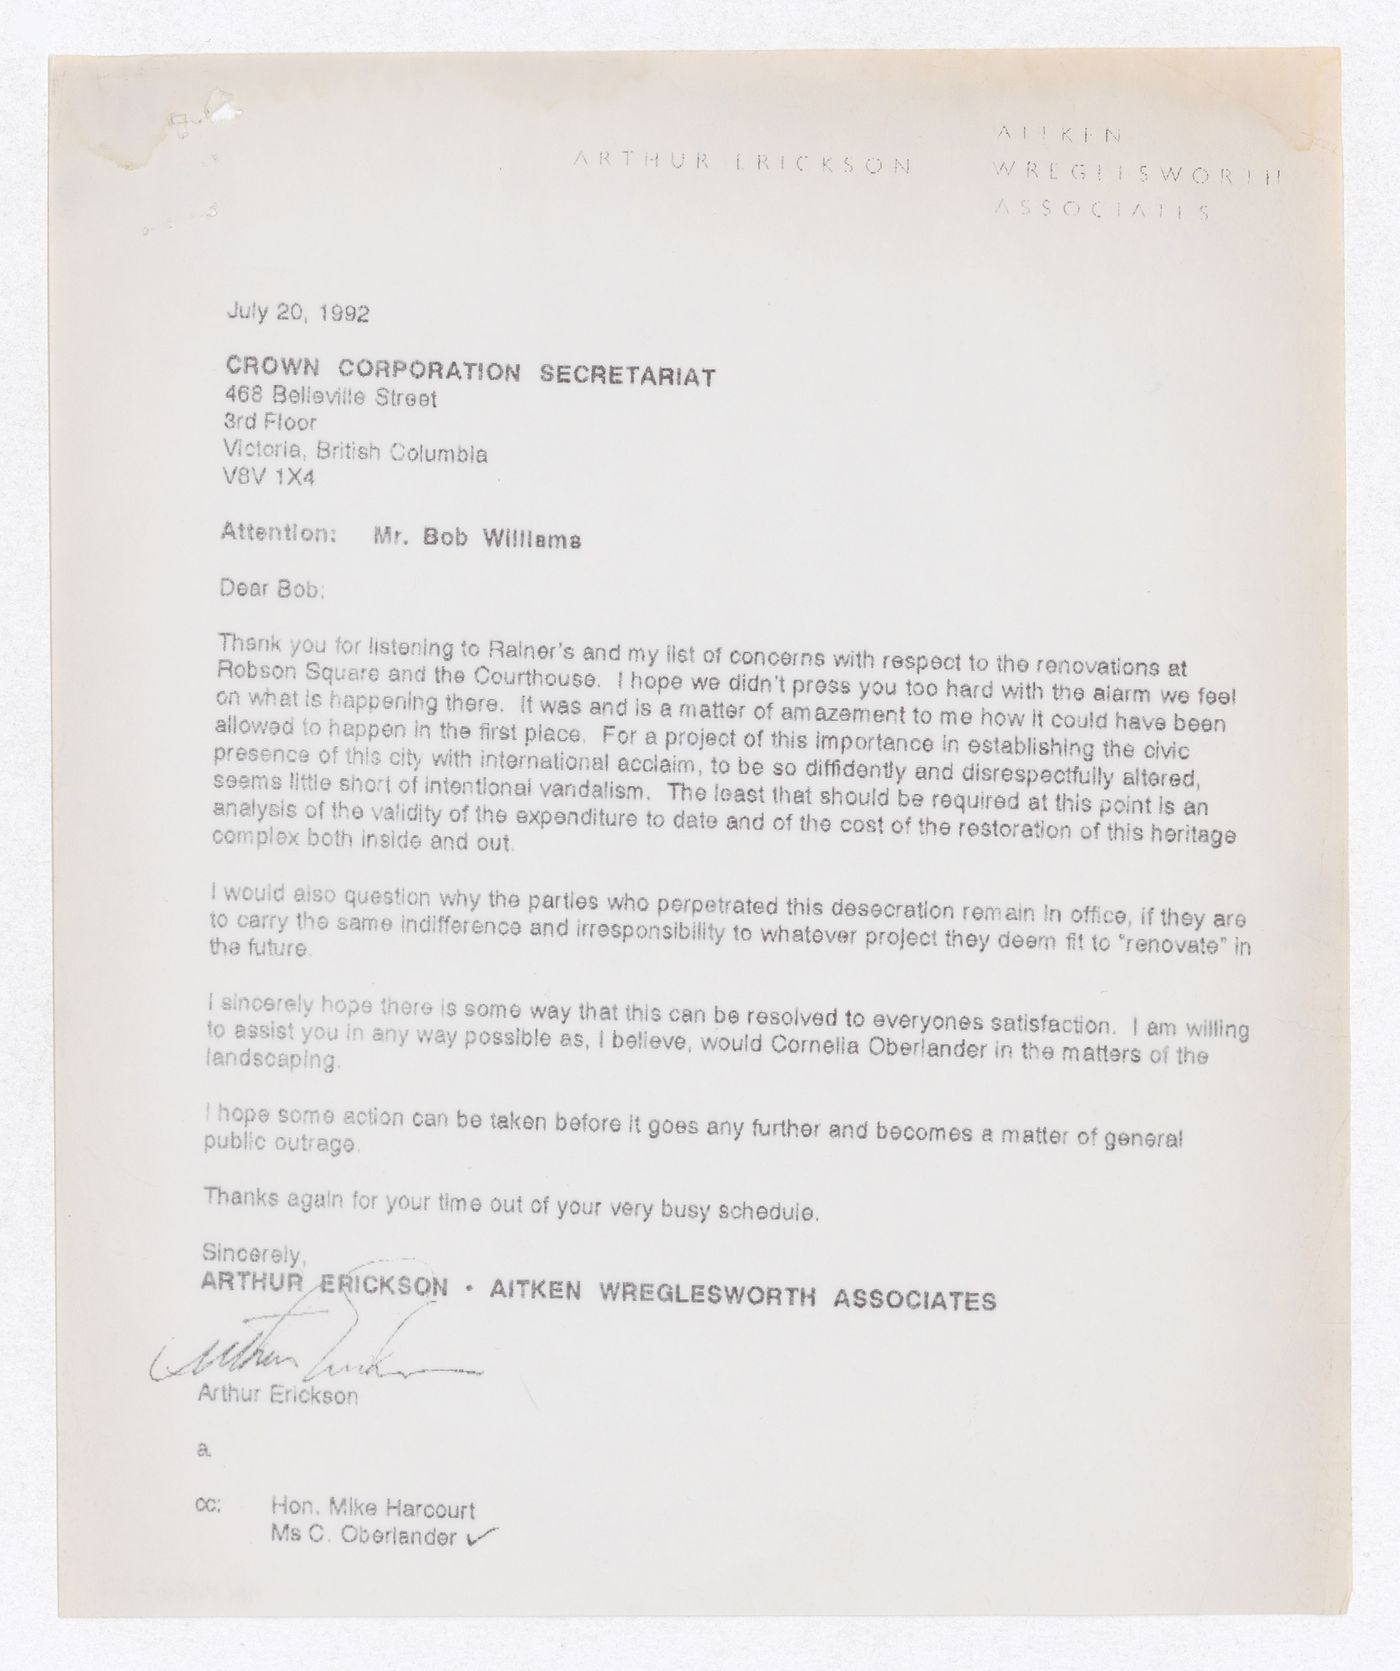 ARTHUR ERICKSON
AITKEN
WREGLESWORTH
ASSOCIATES
July 20, 1992
CROWN CORPORATION SECRETARIAT
468 Belleville Street
3rd Floor
Victoria, British Columbia
V8V 1X4
Attention: Mr. Bob Williams
Dear Bob:
Thank you for listening to Rainer's and my list of concerns with respect to the renovations at
Robson Square and the Courthouse. I hope we didn't press you too hard with the alarm we feel
on what is happening there. It was and is a matter of amazement to me how it could have been
allowed to happen in the first place. For a project of this importance in establishing the civic
presence of this city with international acclaim, to be so diffidently and disrespectfully altered,
seems little short of intentional vandalism. The least that should be required at this point is an
analysis of the validity of the expenditure to date and of the cost of the restoration of this heritage
complex both inside and out.
I would also question why the parties who perpetrated this desecration remain in office, if they are
to carry the same indifference and irresponsibility to whatever project they deem fit to "renovate" in
the future.
I sincerely hope there is some way that this can be resolved to everyones satisfaction. I am willing
to assist you in any way possible as, I believe, would Cornelia Oberlander in the matters of the
landscaping.
I hope some action can be taken before it goes any further and becomes a matter of general
public outrage.
Thanks again for your time out of your very busy schedule.
Sincerely,
ARTHUR ERICKSON · AITKEN WREGLESWORTH ASSOCIATES
Arthur Erickson
Arthur Erickson
a.
cc: Hon. Mike Harcourt
Ms C. Oberlander ✓